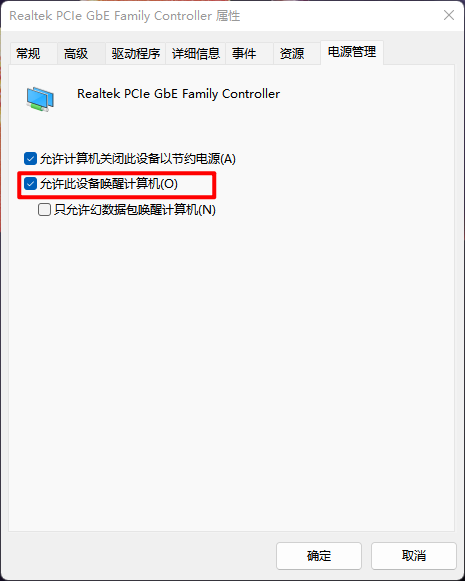 Realtek PCIe GbE Family Controller 属性
常规 高级 驱动程序 详细信息 事件 资源 电源管理
Realtek PCIe GbE Family Controller
允许计算机关闭此设备以节约电源(A)
允许此设备唤醒计算机(O)
只允许幻数据包唤醒计算机(N)
确定 取消